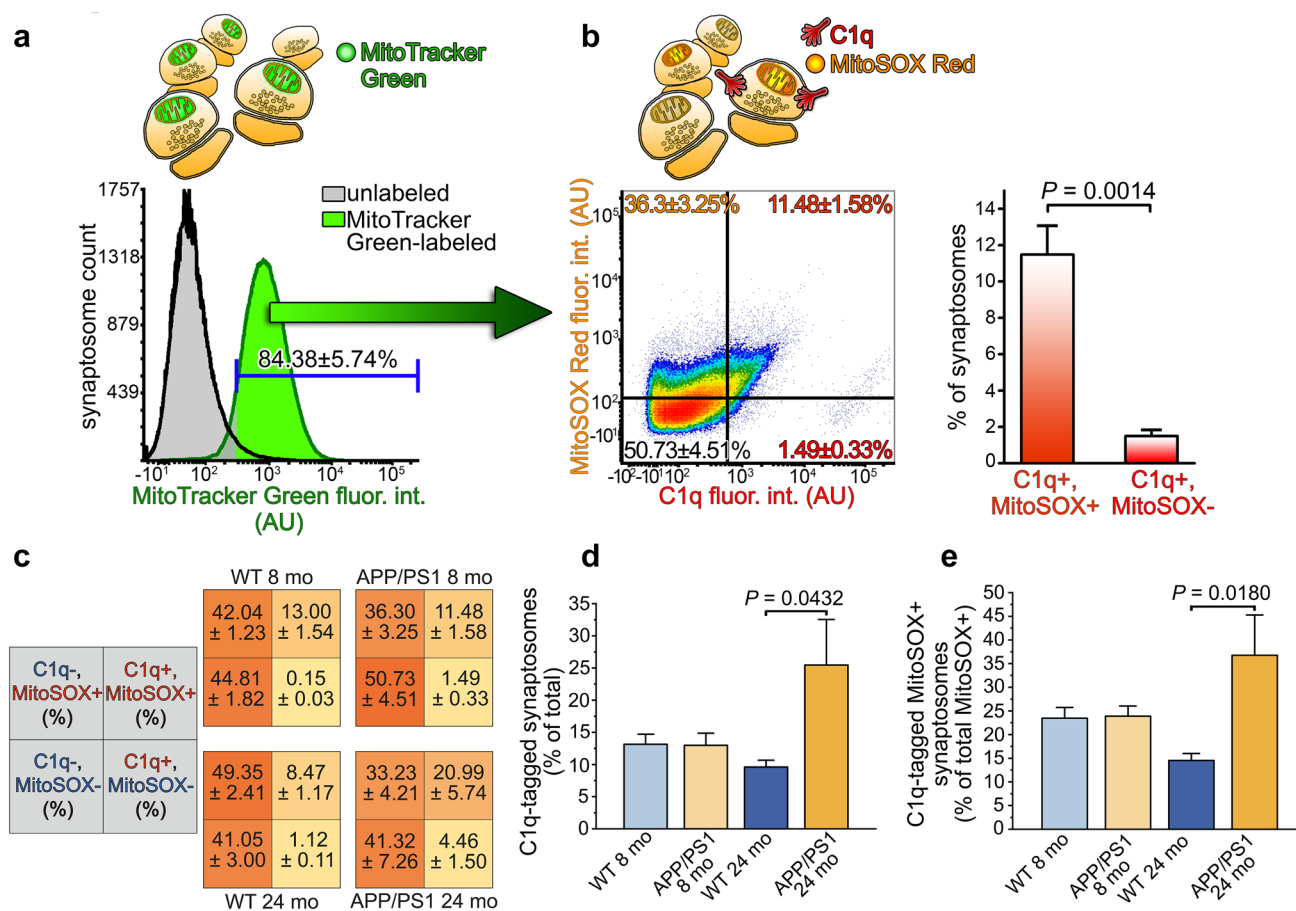 a
MitoTracker
Green
1757
1318
879
439
synaptosome count
unlabeled
MitoTracker
Green-labeled
84.38±5.74%
-10¹ 10² 10³ 10⁴ 10⁵
MitoTracker Green fluor. int.
(AU)
b
C1q
MitoSOX Red
MitoSOX Red fluor. int. (AU)
10⁵
10⁴
10³
10²
-10¹
36.3±3.25%
11.48±1.58%
50.73±4.51%
1.49±0.33%
-10²-10¹10² 10³ 10⁴ 10⁵
C1q fluor. int. (AU)
% of synaptosomes
14
12
10
8
6
4
2
0
P = 0.0014
C1q+,
MitoSOX+
C1q+,
MitoSOX-
c
C1q-,
MitoSOX+
(%)
C1q+,
MitoSOX+
(%)
C1q-,
MitoSOX-
(%)
C1q+,
MitoSOX-
(%)
WT 8 mo
42.04
± 1.23
13.00
± 1.54
44.81
± 1.82
0.15
± 0.03
APP/PS1 8 mo
36.30
± 3.25
11.48
± 1.58
50.73
± 4.51
1.49
± 0.33
49.35
± 2.41
8.47
± 1.17
41.05
± 3.00
1.12
± 0.11
WT 24 mo
33.23
± 4.21
20.99
± 5.74
41.32
± 7.26
4.46
± 1.50
APP/PS1 24 mo
d
C1q-tagged synaptosomes
(% of total)
35
30
25
20
15
10
5
0
P = 0.0432
WT 8 mo
APP/PS1
8 mo
WT 24 mo
APP/PS1
24 mo
e
C1q-tagged MitoSOX+
synaptosomes
(% of total MitoSOX+)
50
45
40
35
30
25
20
15
10
5
0
P = 0.0180
WT 8 mo
APP/PS1
8 mo
WT 24 mo
APP/PS1
24 mo